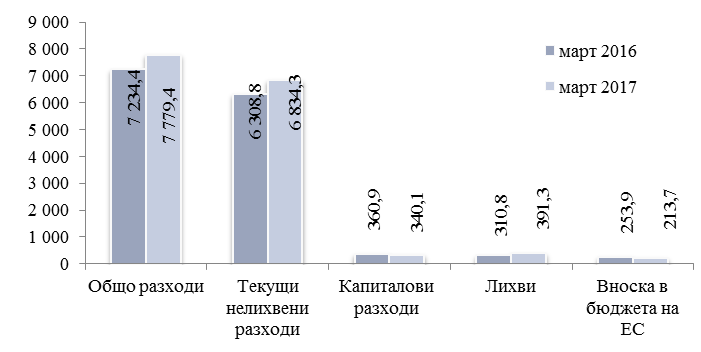 9 000
8 000
7 000
6 000
5 000
4 000
3 000
2 000
1 000
0
март 2016
март 2017
7 234,4
7 779,4
6 308,8
6 834,3
360,9
340,1
310,8
391,3
253,9
213,7
Общо разходи
Текущи
нелихвени
разходи
Капиталови
разходи
Лихви
Вноска в
бюджета на
ЕС